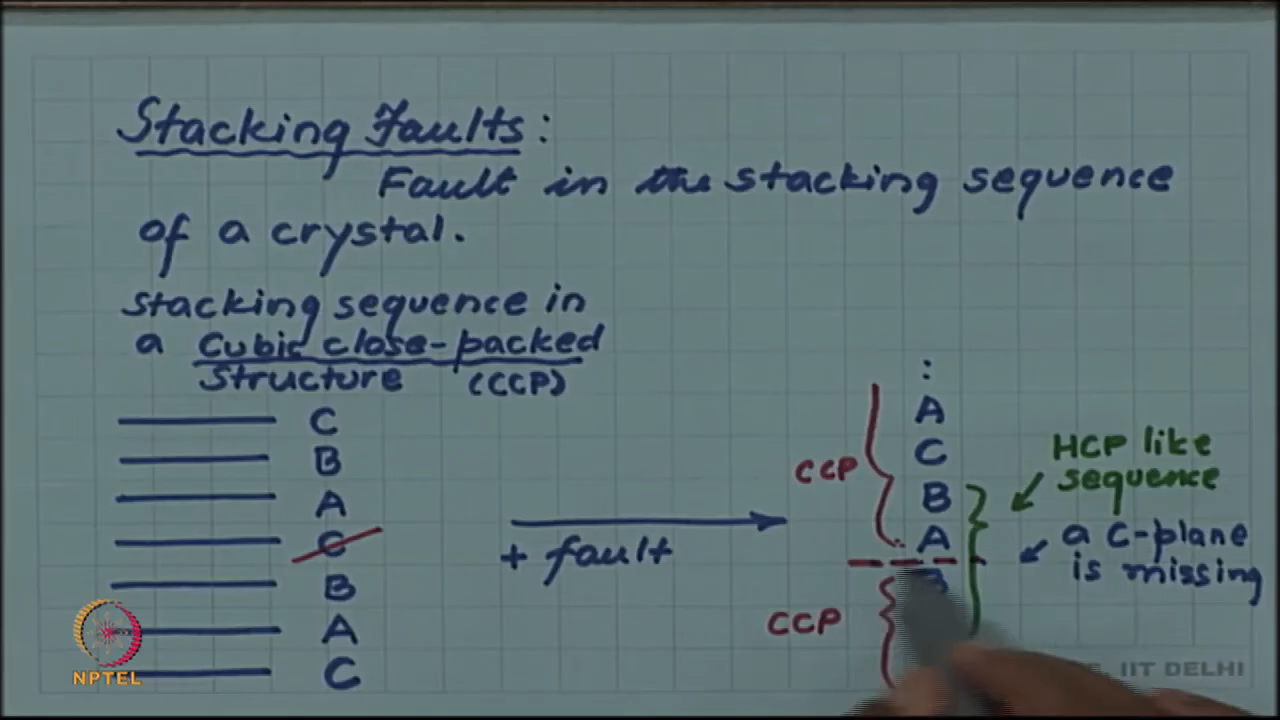 Stacking Faults:
Fault in the stacking sequence
of a crystal.
Stacking sequence in
a Cubic close-packed
Structure (CCP)
C
B
A
C
B
A
C
+ fault
:
A
C
B
A
B
CCP
CCP
HCP like
sequence
a C-plane
is missing
NPTEL
IIT DELHI